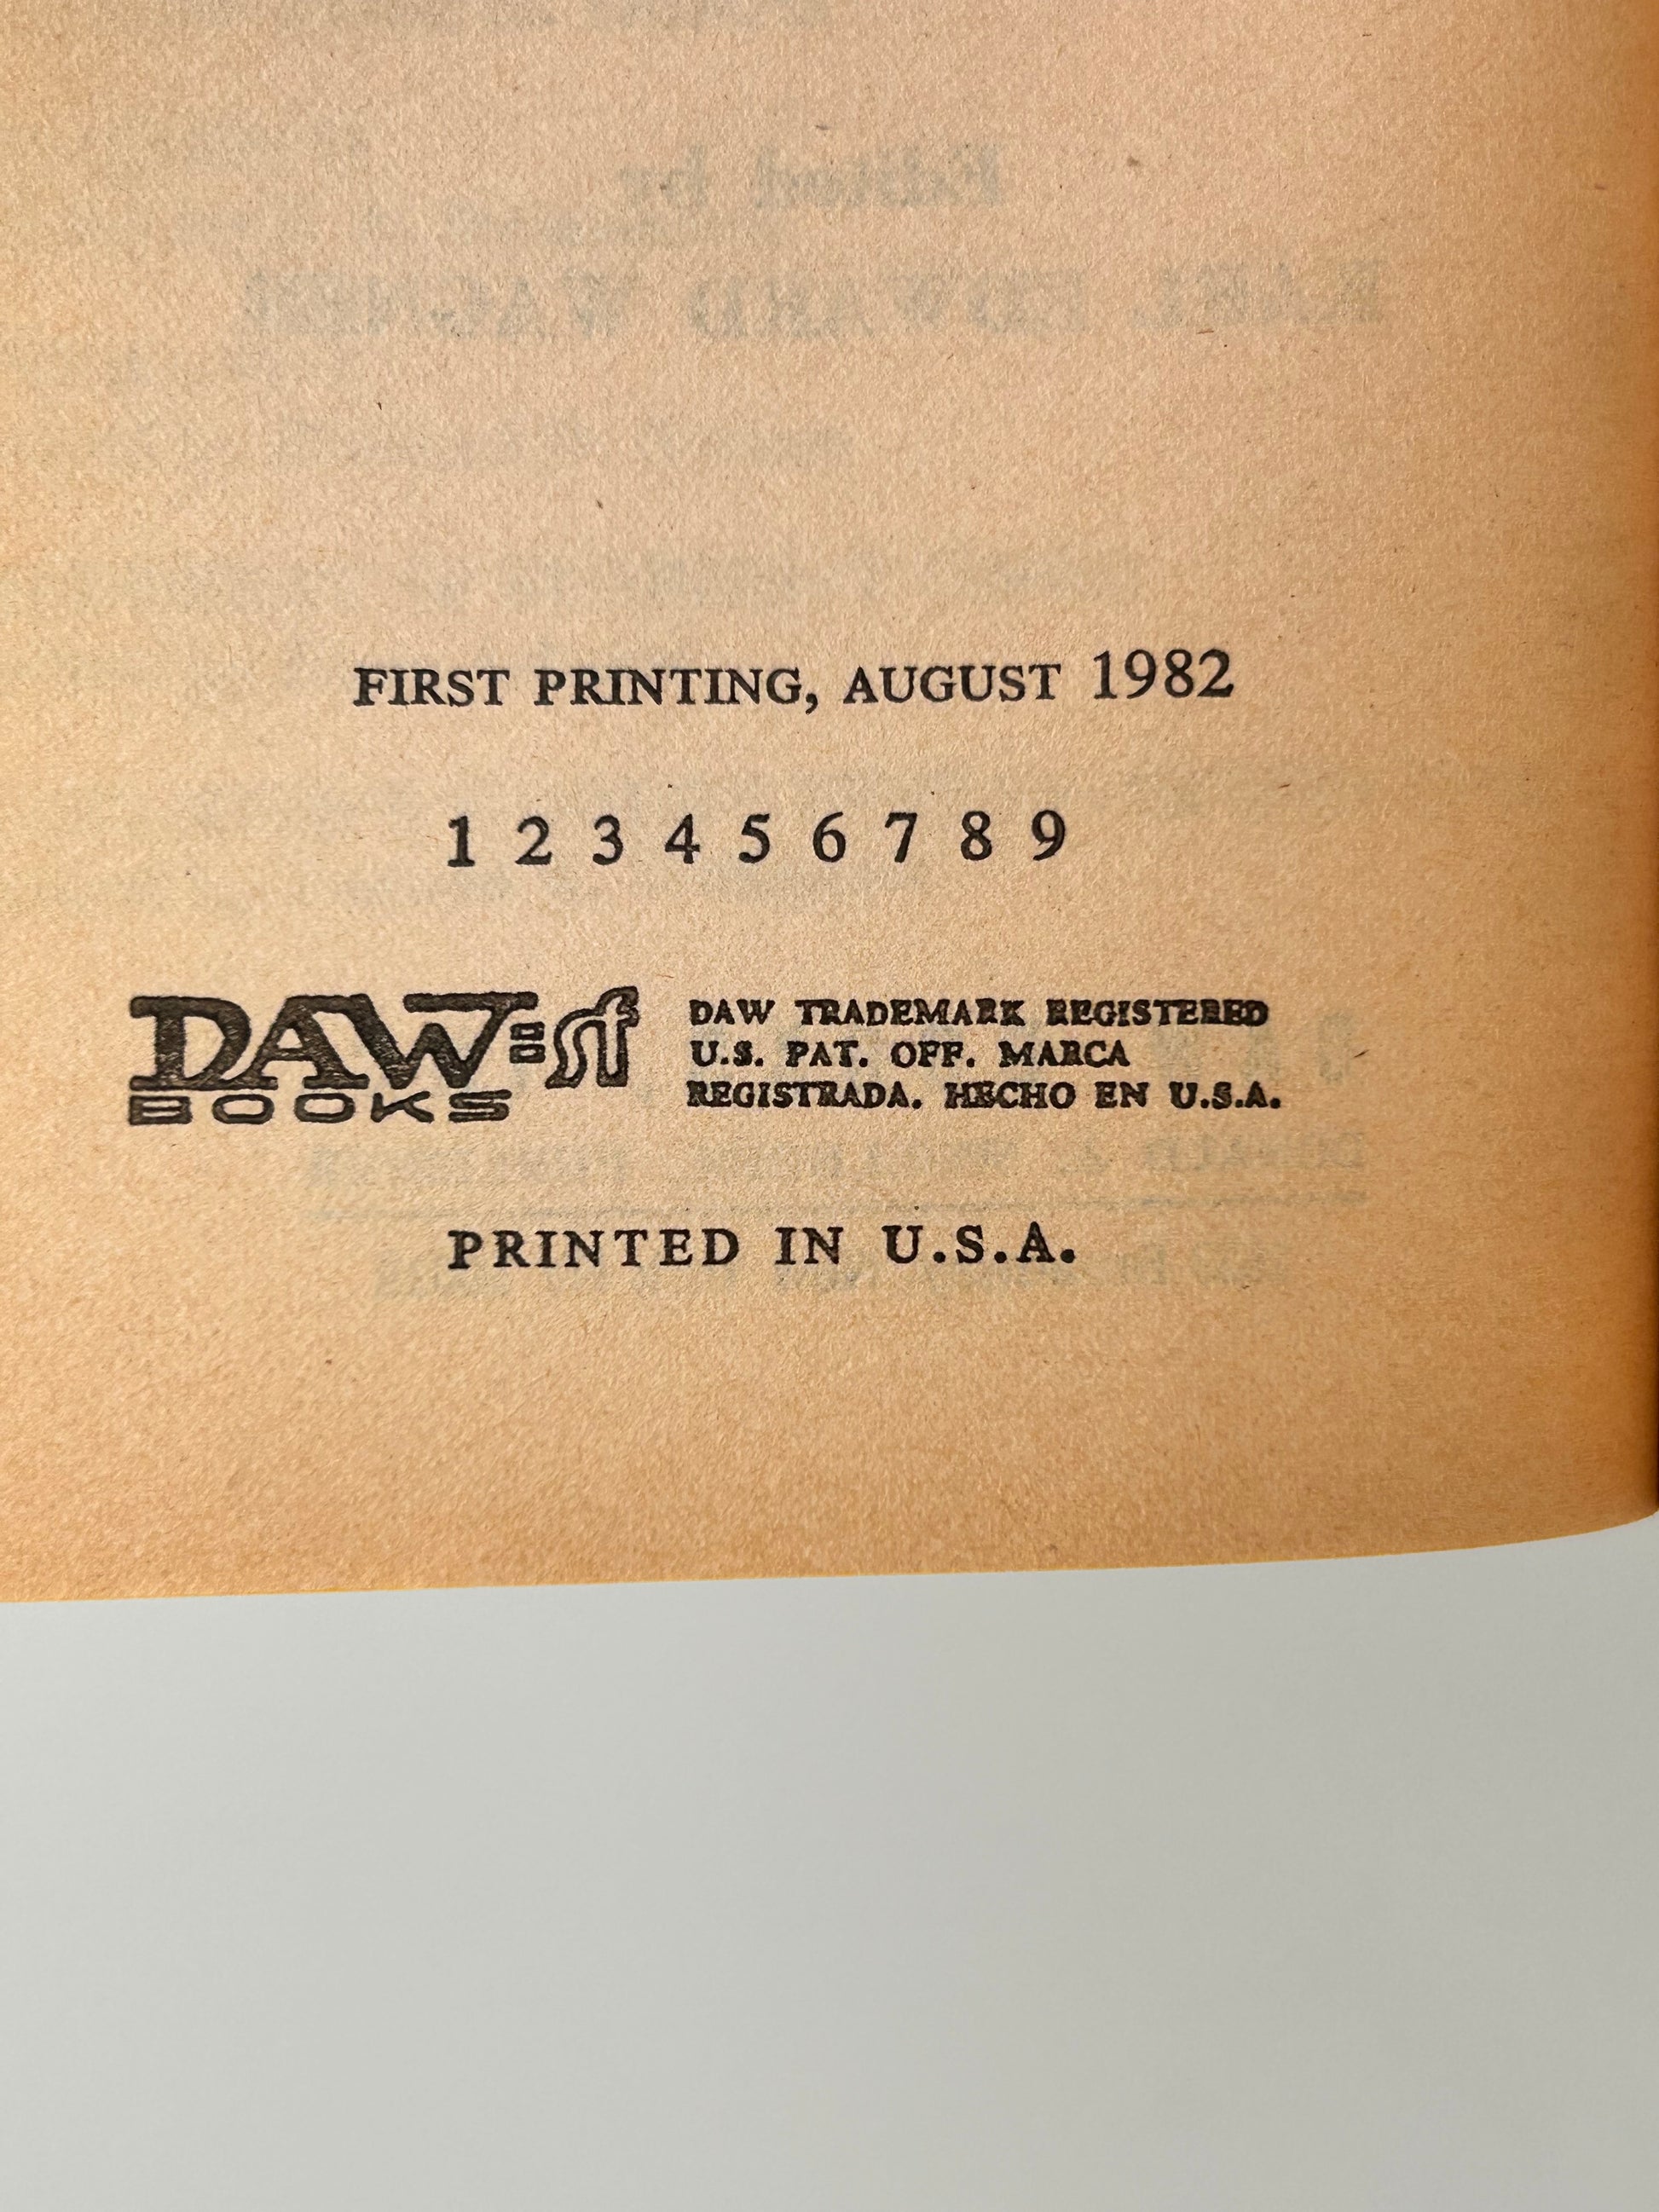 FIRST PRINTING, AUGUST 1982
1 2 3 4 5 6 7 8 9
DAW=sf
BOOKS
DAW TRADEMARK REGISTERED
U.S. PAT. OFF. MARCA
REGISTRADA. HECHO EN U.S.A.
PRINTED IN U.S.A.